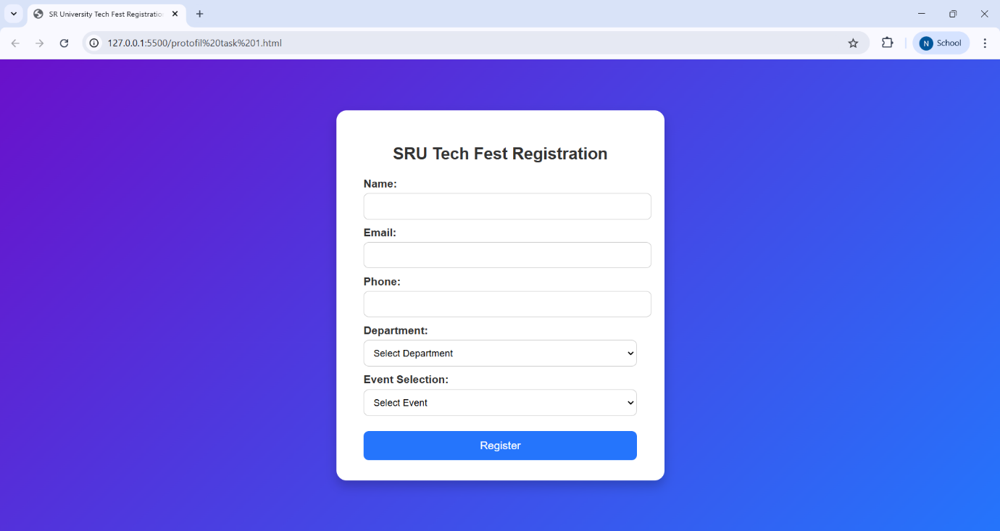 SR University Tech Fest Registratio
127.0.0.1:5500/protofil%20task%201.html
N School
SRU Tech Fest Registration
Name:
Email:
Phone:
Department:
Select Department
Event Selection:
Select Event
Register